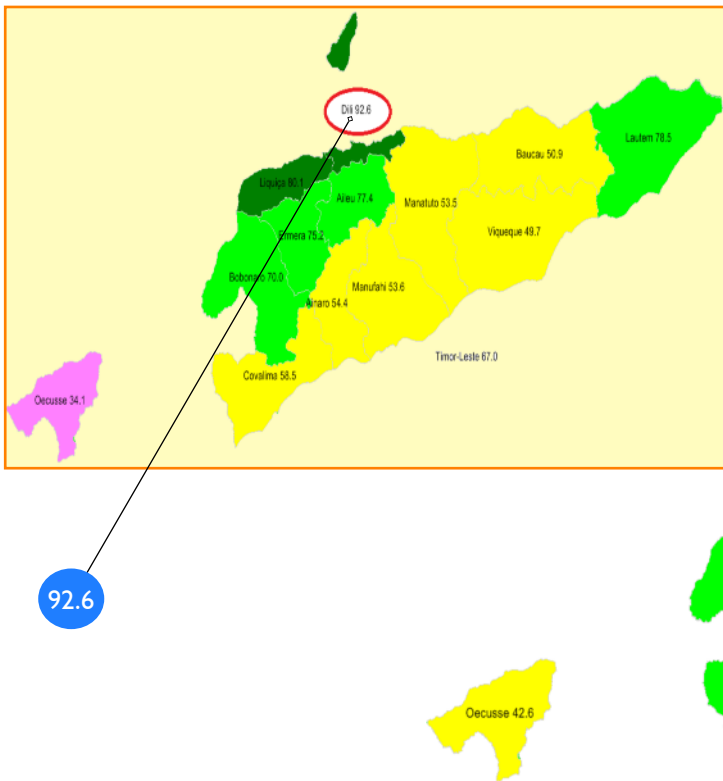 Dili 92.6
Lautem 78.5
Baucau 50.9
Liquiça 80.1
Aileu 77.4
Manatuto 53.5
Viqueque 49.7
Ermera 75.2
Bobonaro 70.0
Manufahi 53.6
Ainaro 54.4
Timor-Leste 67.0
Covalima 58.5
Oecusse 34.1
92.6
Oecusse 42.6